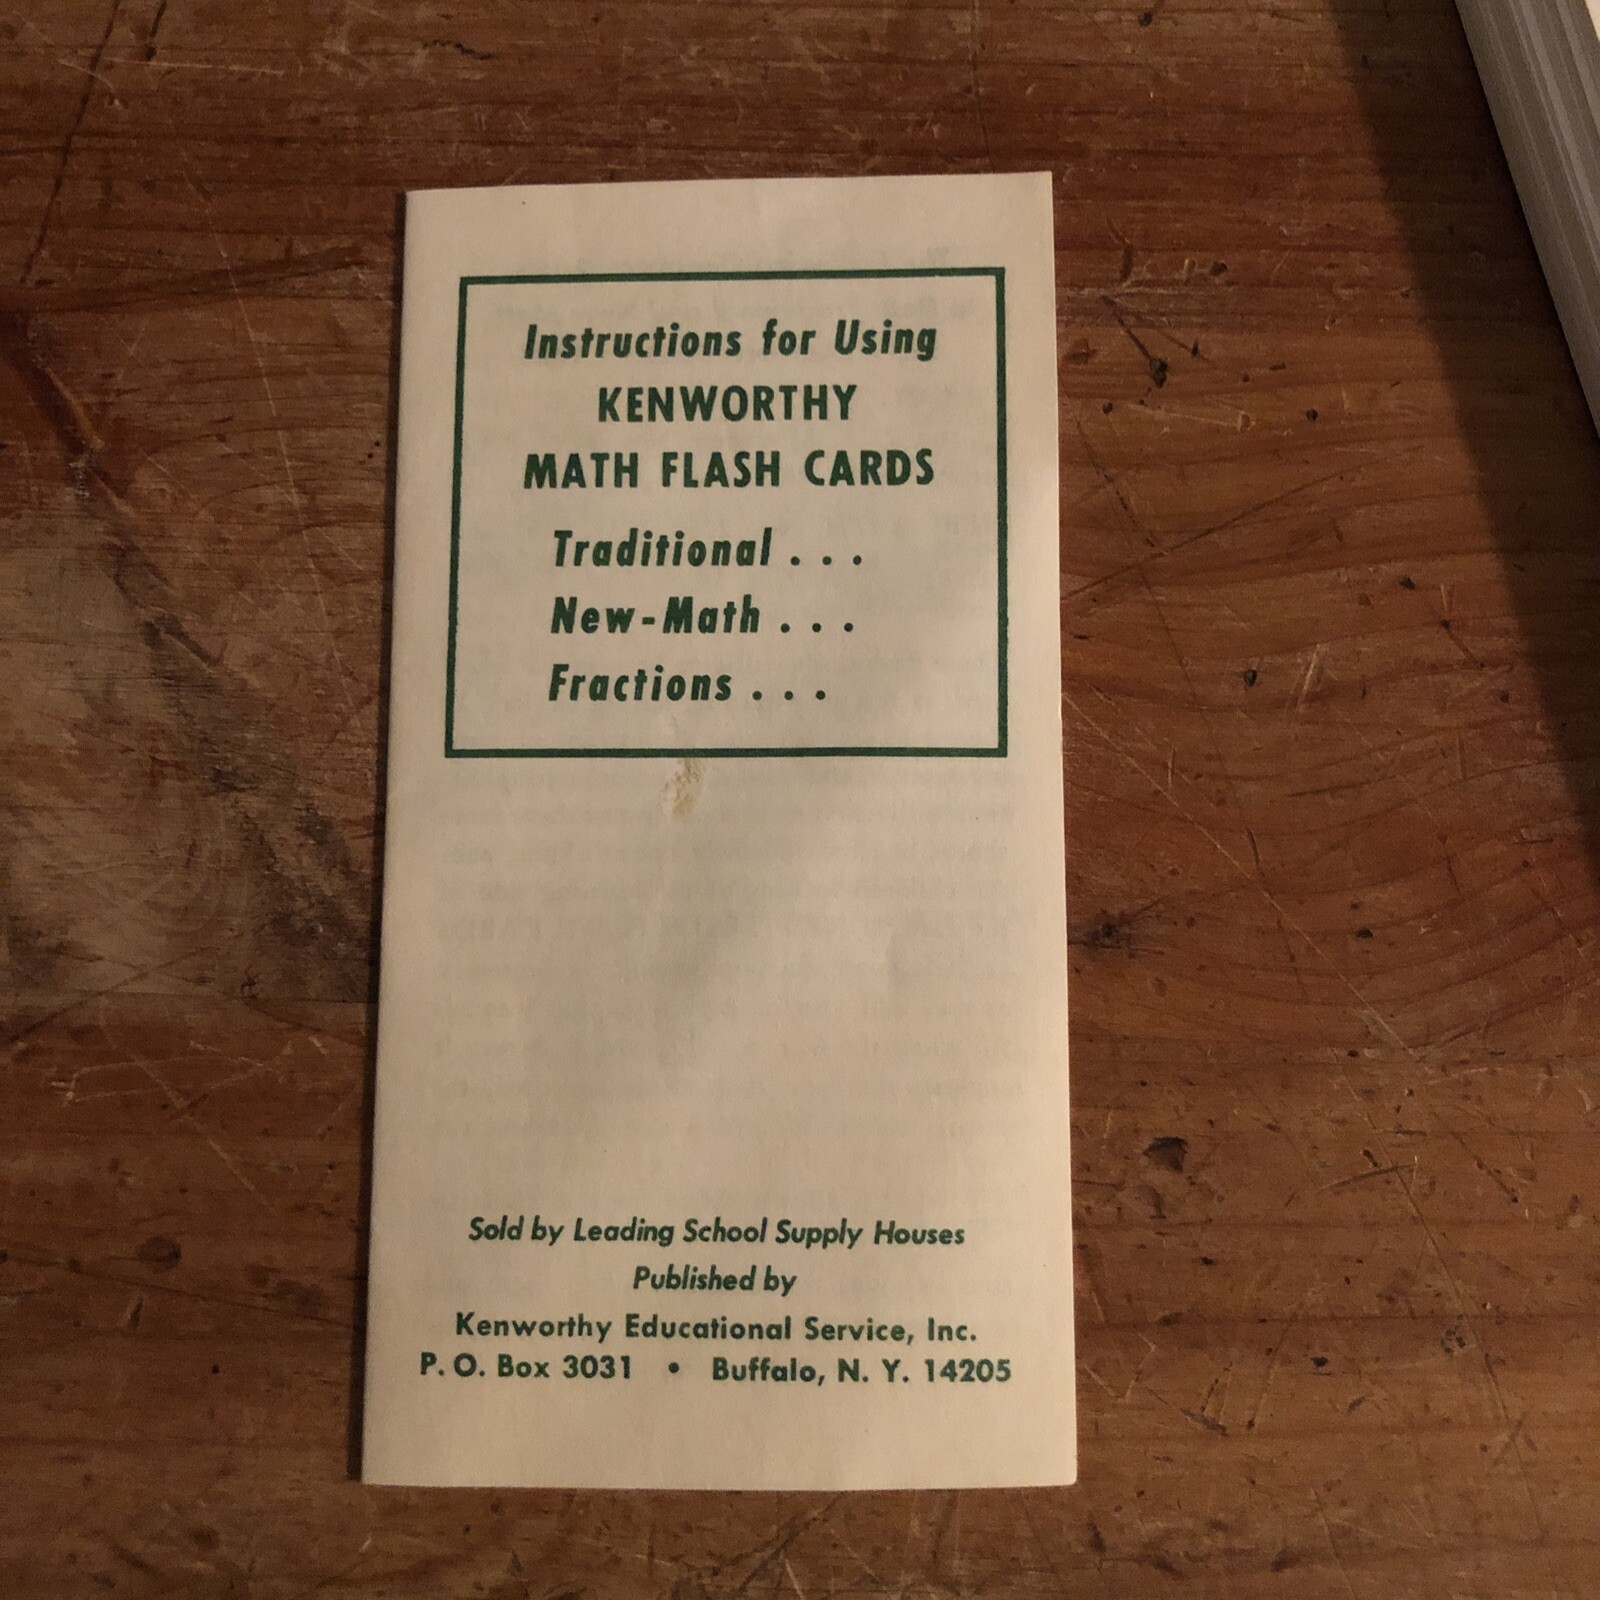 Instructions for Using
KENWORTHY
MATH FLASH CARDS
Traditional . . .
New-Math . . .
Fractions . . .
Sold by Leading School Supply Houses
Published by
Kenworthy Educational Service, Inc.
P. O. Box 3031 • Buffalo, N. Y. 14205